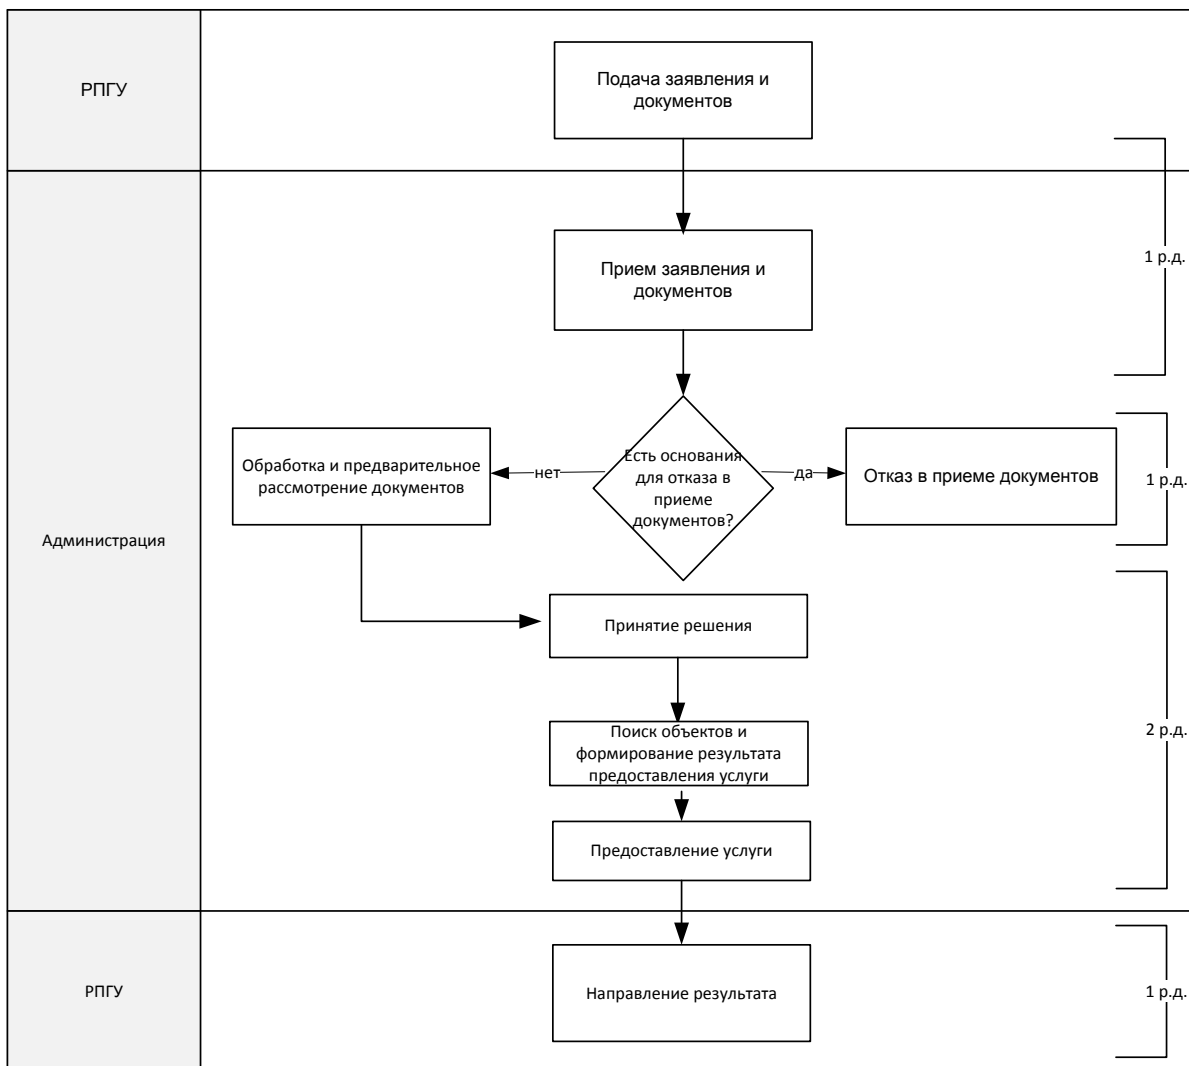 РПГУ
Подача заявления и
документов
Прием заявления и
документов
1 р.д.
Администрация
Обработка и предварительное
рассмотрение документов
нет
Есть основания
для отказа в
приеме
документов?
да
Отказ в приеме документов
1 р.д.
Принятие решения
Поиск объектов и
формирование результата
предоставления услуги
2 р.д.
Предоставление услуги
РПГУ
Направление результата
1 р.д.